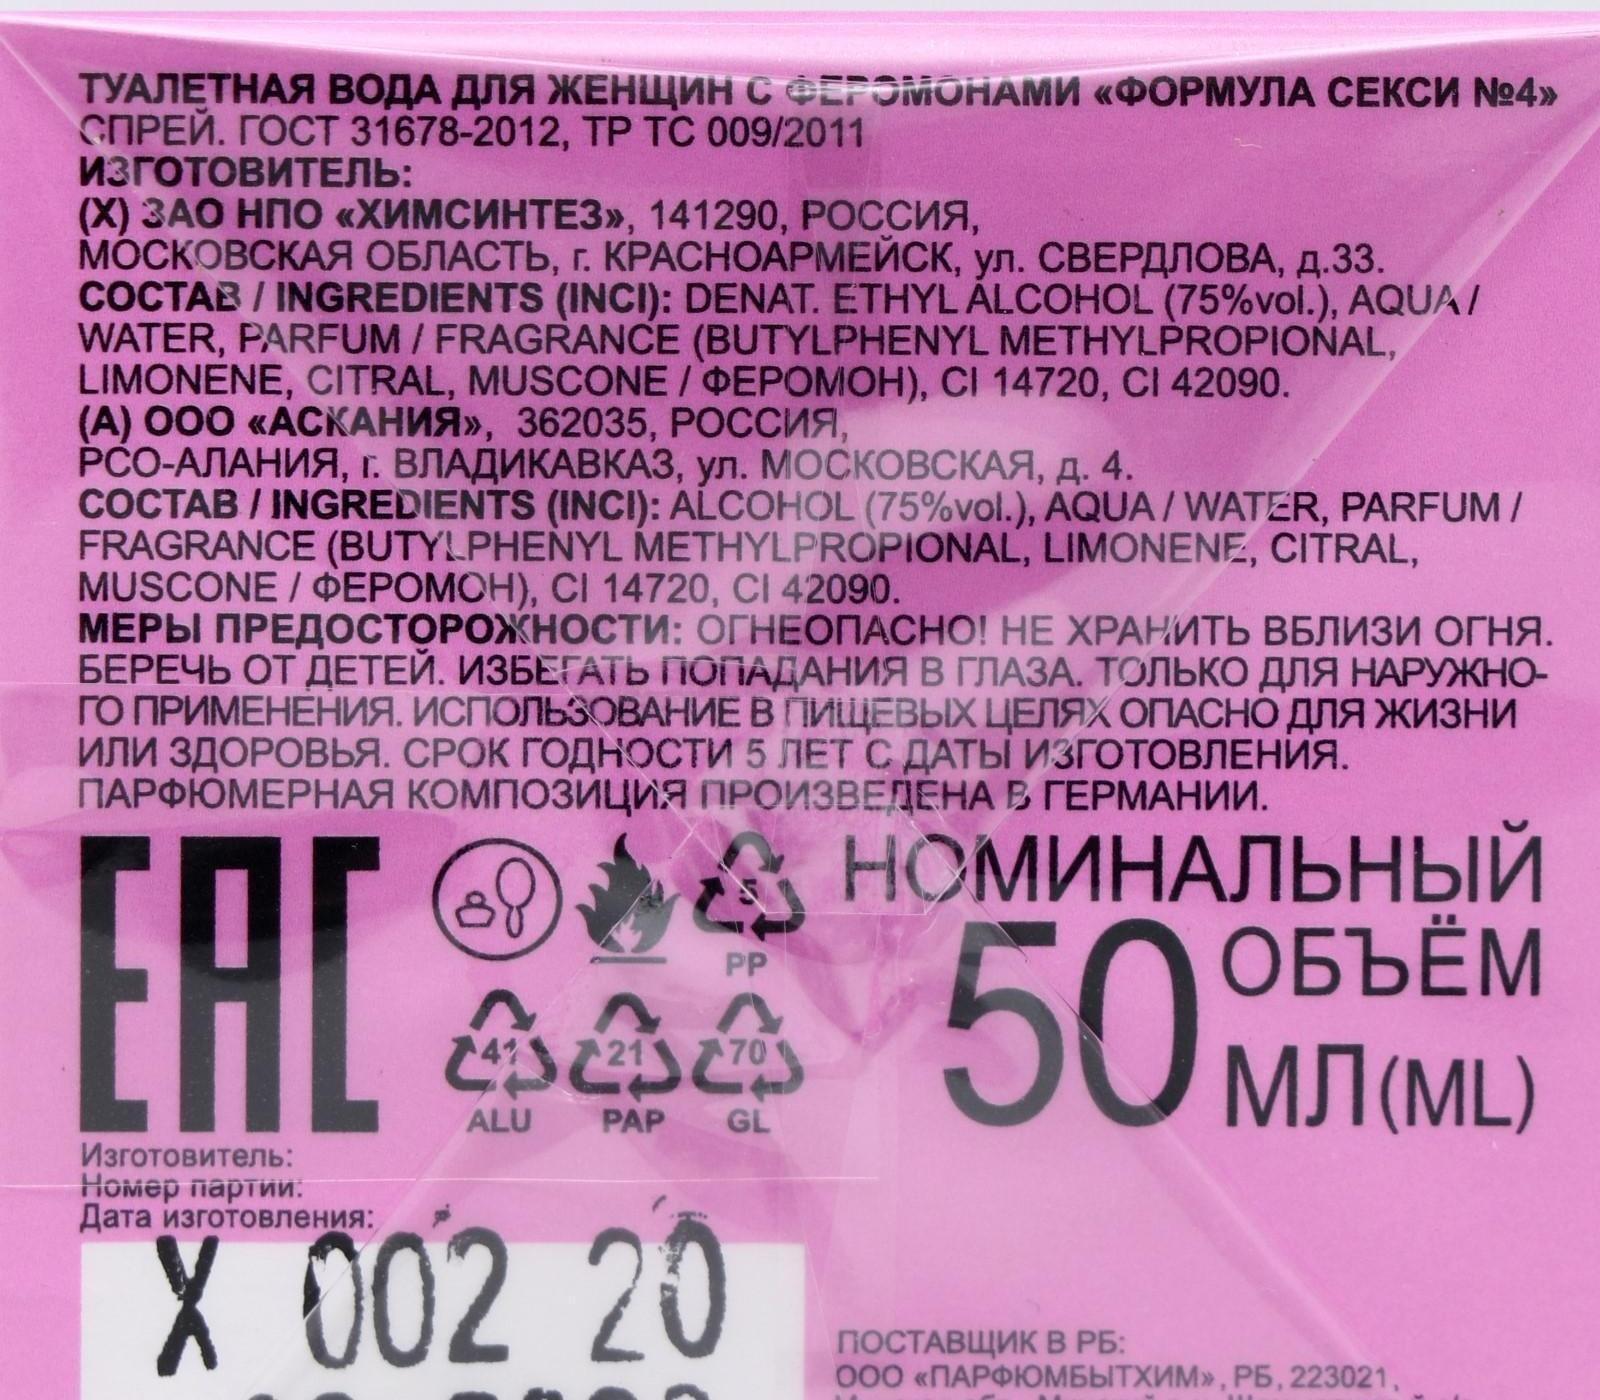 ТУАЛЕТНАЯ ВОДА ДЛЯ ЖЕНЩИН С ФЕРОМОНАМИ «ФОРМУЛА СЕКСИ №4»
СПРЕЙ. ГОСТ 31678-2012, ТР ТС 009/2011
ИЗГОТОВИТЕЛЬ:
(Х) ЗАО НПО «ХИМСИНТЕЗ», 141290, РОССИЯ,
МОСКОВСКАЯ ОБЛАСТЬ, г. КРАСНОАРМЕЙСК, ул. СВЕРДЛОВА, д.33.
СОСТАВ / INGREDIENTS (INCI): DENAT. ETHYL ALCOHOL (75%vol.), AQUA /
WATER, PARFUM / FRAGRANCE (BUTYLPHENYL METHYLPROPIONAL,
LIMONENE, CITRAL, MUSCONE / ФЕРОМОН), CI 14720, CI 42090.
(А) ООО «АСКАНИЯ», 362035, РОССИЯ,
РСО-АЛАНИЯ, г. ВЛАДИКАВКАЗ, ул. МОСКОВСКАЯ, д. 4.
СОСТАВ / INGREDIENTS (INCI): ALCOHOL (75%vol.), AQUA / WATER, PARFUM /
FRAGRANCE (BUTYLPHENYL METHYLPROPIONAL, LIMONENE, CITRAL,
MUSCONE / ФЕРОМОН), CI 14720, CI 42090.
МЕРЫ ПРЕДОСТОРОЖНОСТИ: ОГНЕОПАСНО! НЕ ХРАНИТЬ ВБЛИЗИ ОГНЯ.
БЕРЕЧЬ ОТ ДЕТЕЙ. ИЗБЕГАТЬ ПОПАДАНИЯ В ГЛАЗА. ТОЛЬКО ДЛЯ НАРУЖНО-
ГО ПРИМЕНЕНИЯ. ИСПОЛЬЗОВАНИЕ В ПИЩЕВЫХ ЦЕЛЯХ ОПАСНО ДЛЯ ЖИЗНИ
ИЛИ ЗДОРОВЬЯ. СРОК ГОДНОСТИ 5 ЛЕТ С ДАТЫ ИЗГОТОВЛЕНИЯ.
ПАРФЮМЕРНАЯ КОМПОЗИЦИЯ ПРОИЗВЕДЕНА В ГЕРМАНИИ.
ЕАС
5
PP
41
ALU
21
PAP
70
GL
НОМИНАЛЬНЫЙ
50 ОБЪЁМ
МЛ(ML)
Изготовитель:
Номер партии:
Дата изготовления:
X 002 20
ПОСТАВЩИК В РБ:
ООО «ПАРФЮМБЫТХИМ», РБ, 223021,